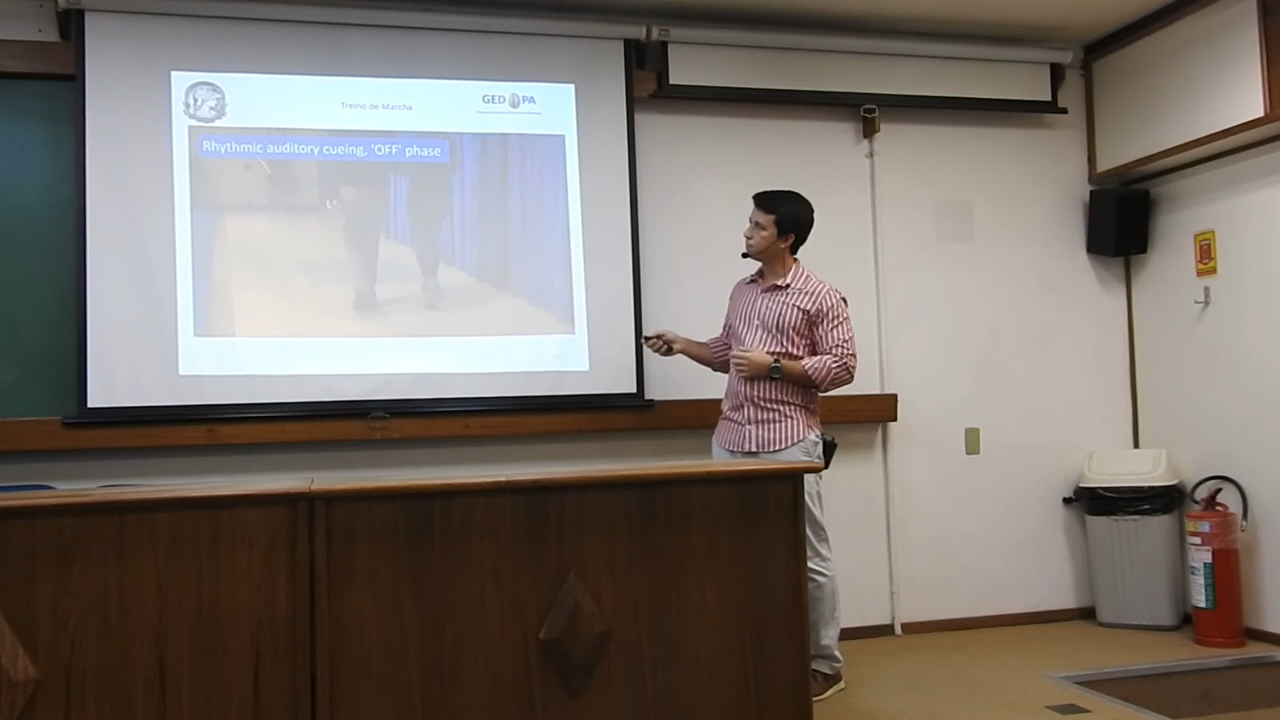 Treino de Marcha
GED PA
Rhythmic auditory cueing, 'OFF' phase